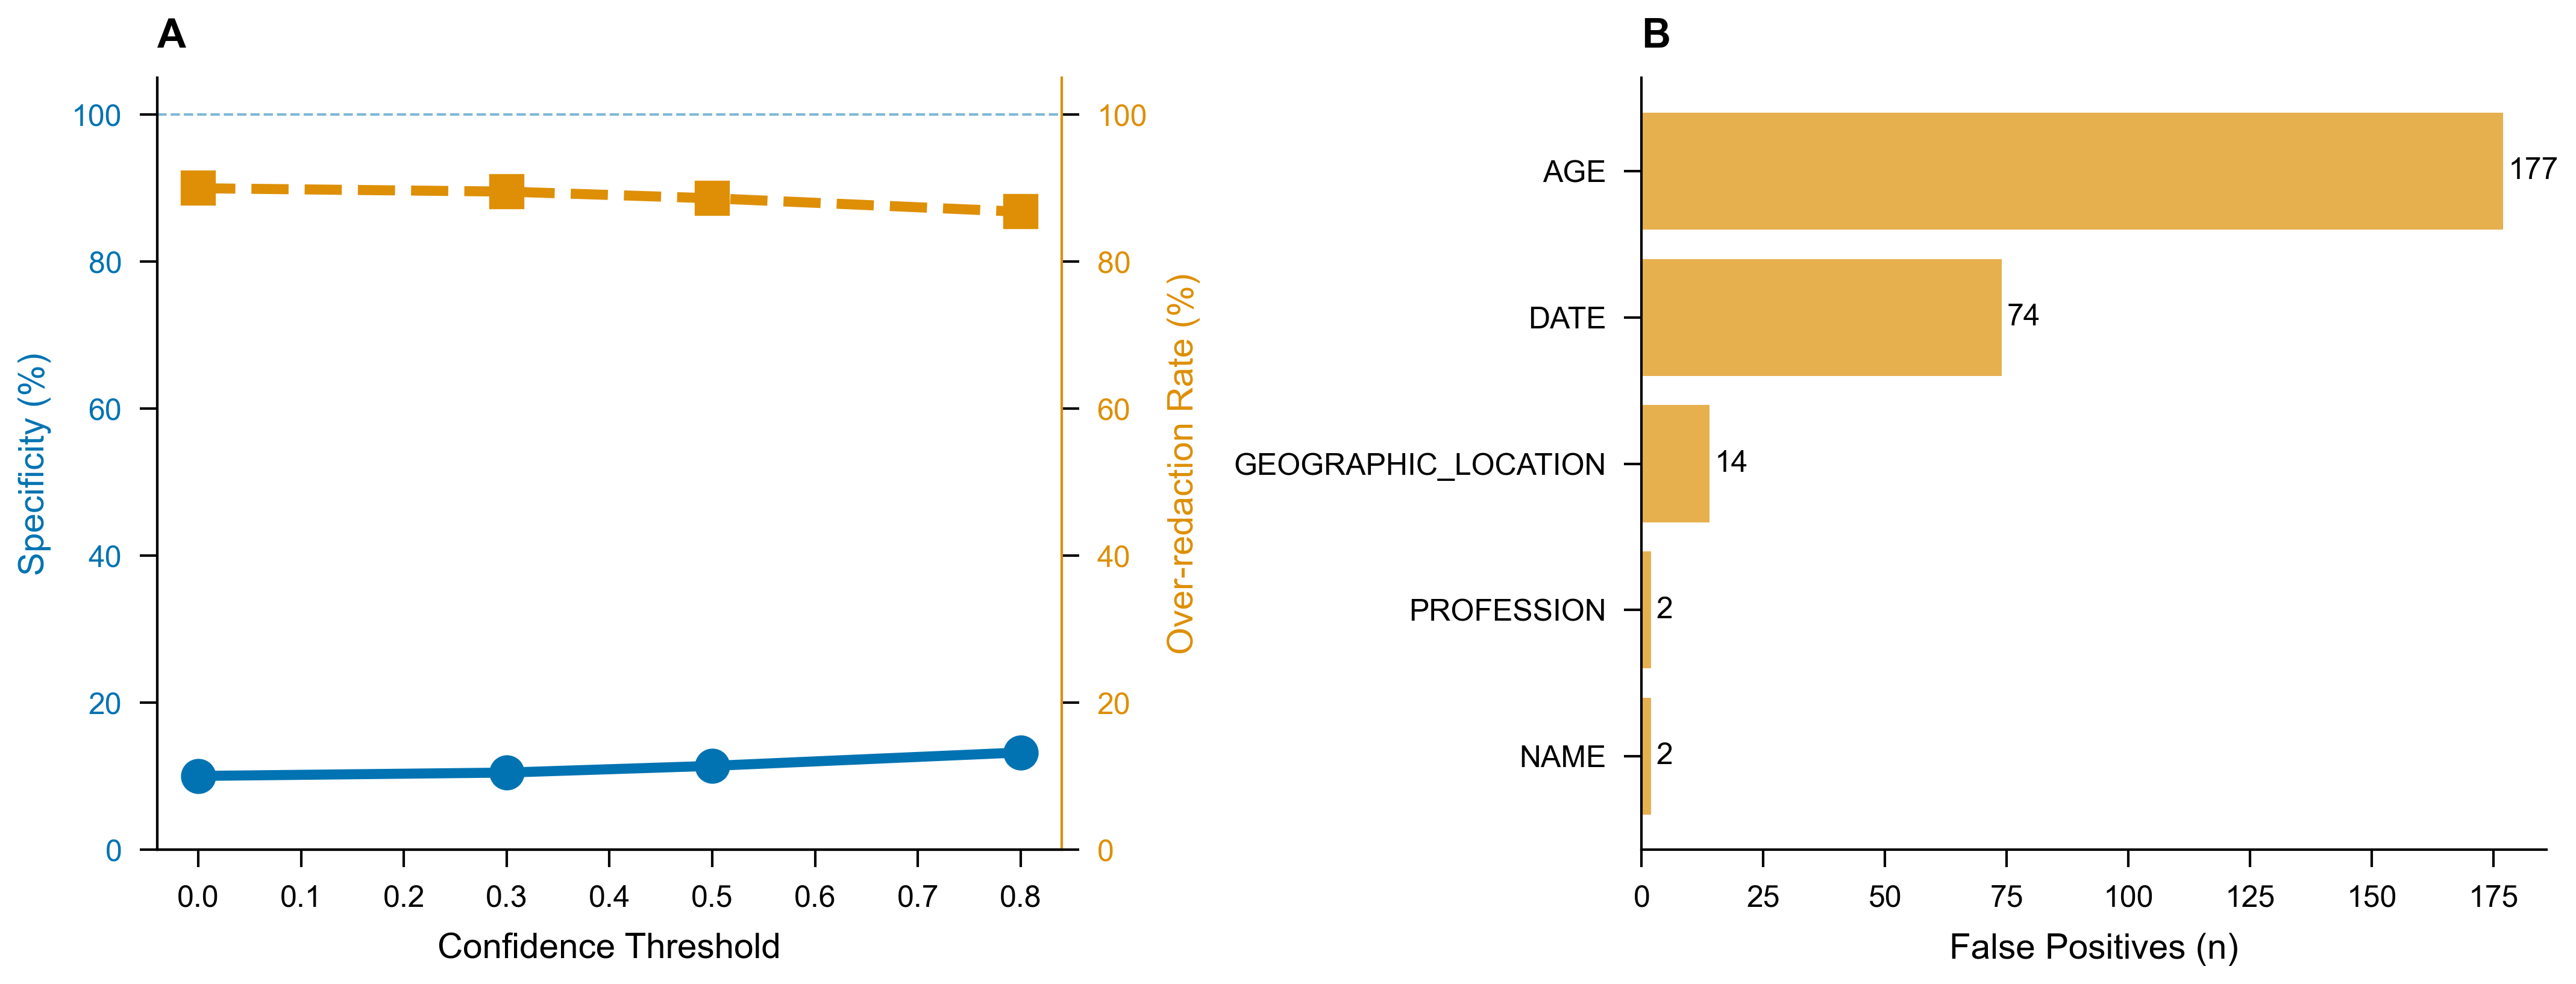 A
Specificity (%)
100
80
60
40
20
0
100
80
60
40
20
0
Over-redaction Rate (%)
0.0 0.1 0.2 0.3 0.4 0.5 0.6 0.7 0.8
Confidence Threshold
B
AGE 177
DATE 74
GEOGRAPHIC_LOCATION 14
PROFESSION 2
NAME 2
0 25 50 75 100 125 150 175
False Positives (n)